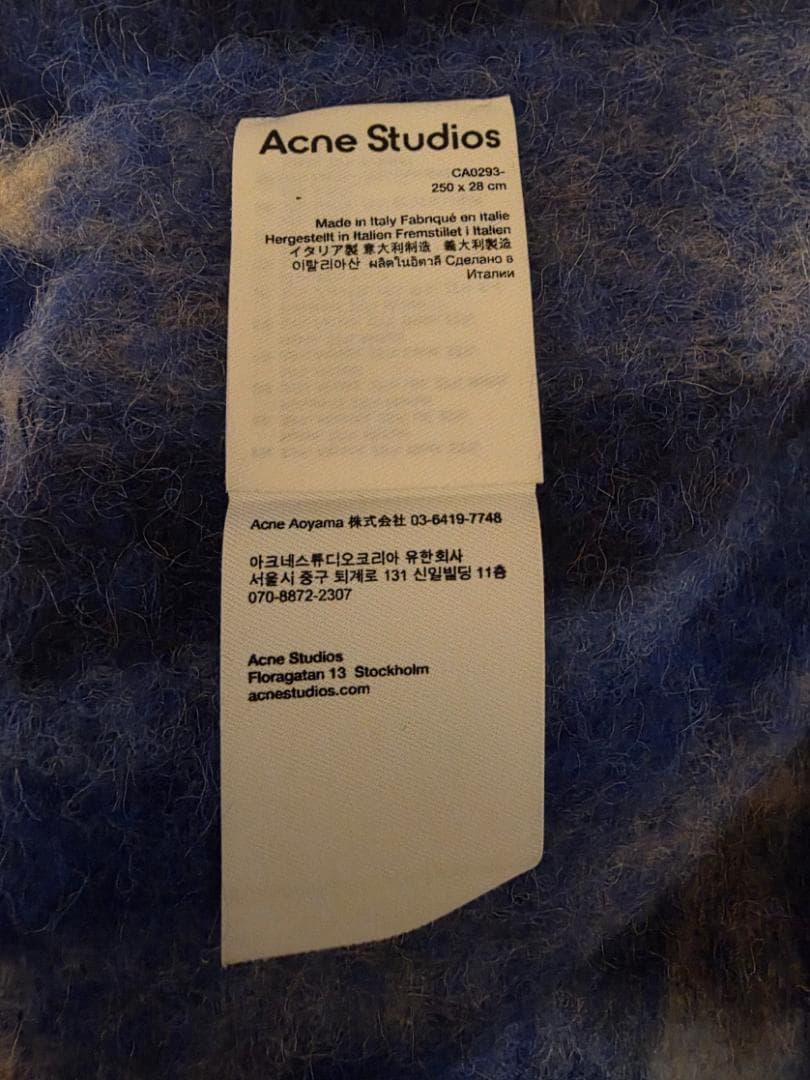 Acne Studios
CA0293-
250 x 28 cm
Made in Italy Fabriqué en Italie
Hergestellt in Italien Fremstillet i Italien
イタリア製 意大利制造 義大利製造
이탈리아산 ผลิตในอิตาลี Сделано в
Италии
Acne Aoyama 株式会社 03-6419-7748
아크네스튜디오코리아 유한회사
서울시 중구 퇴계로 131 신일빌딩 11층
070-8872-2307
Acne Studios
Floragatan 13 Stockholm
acnestudios.com